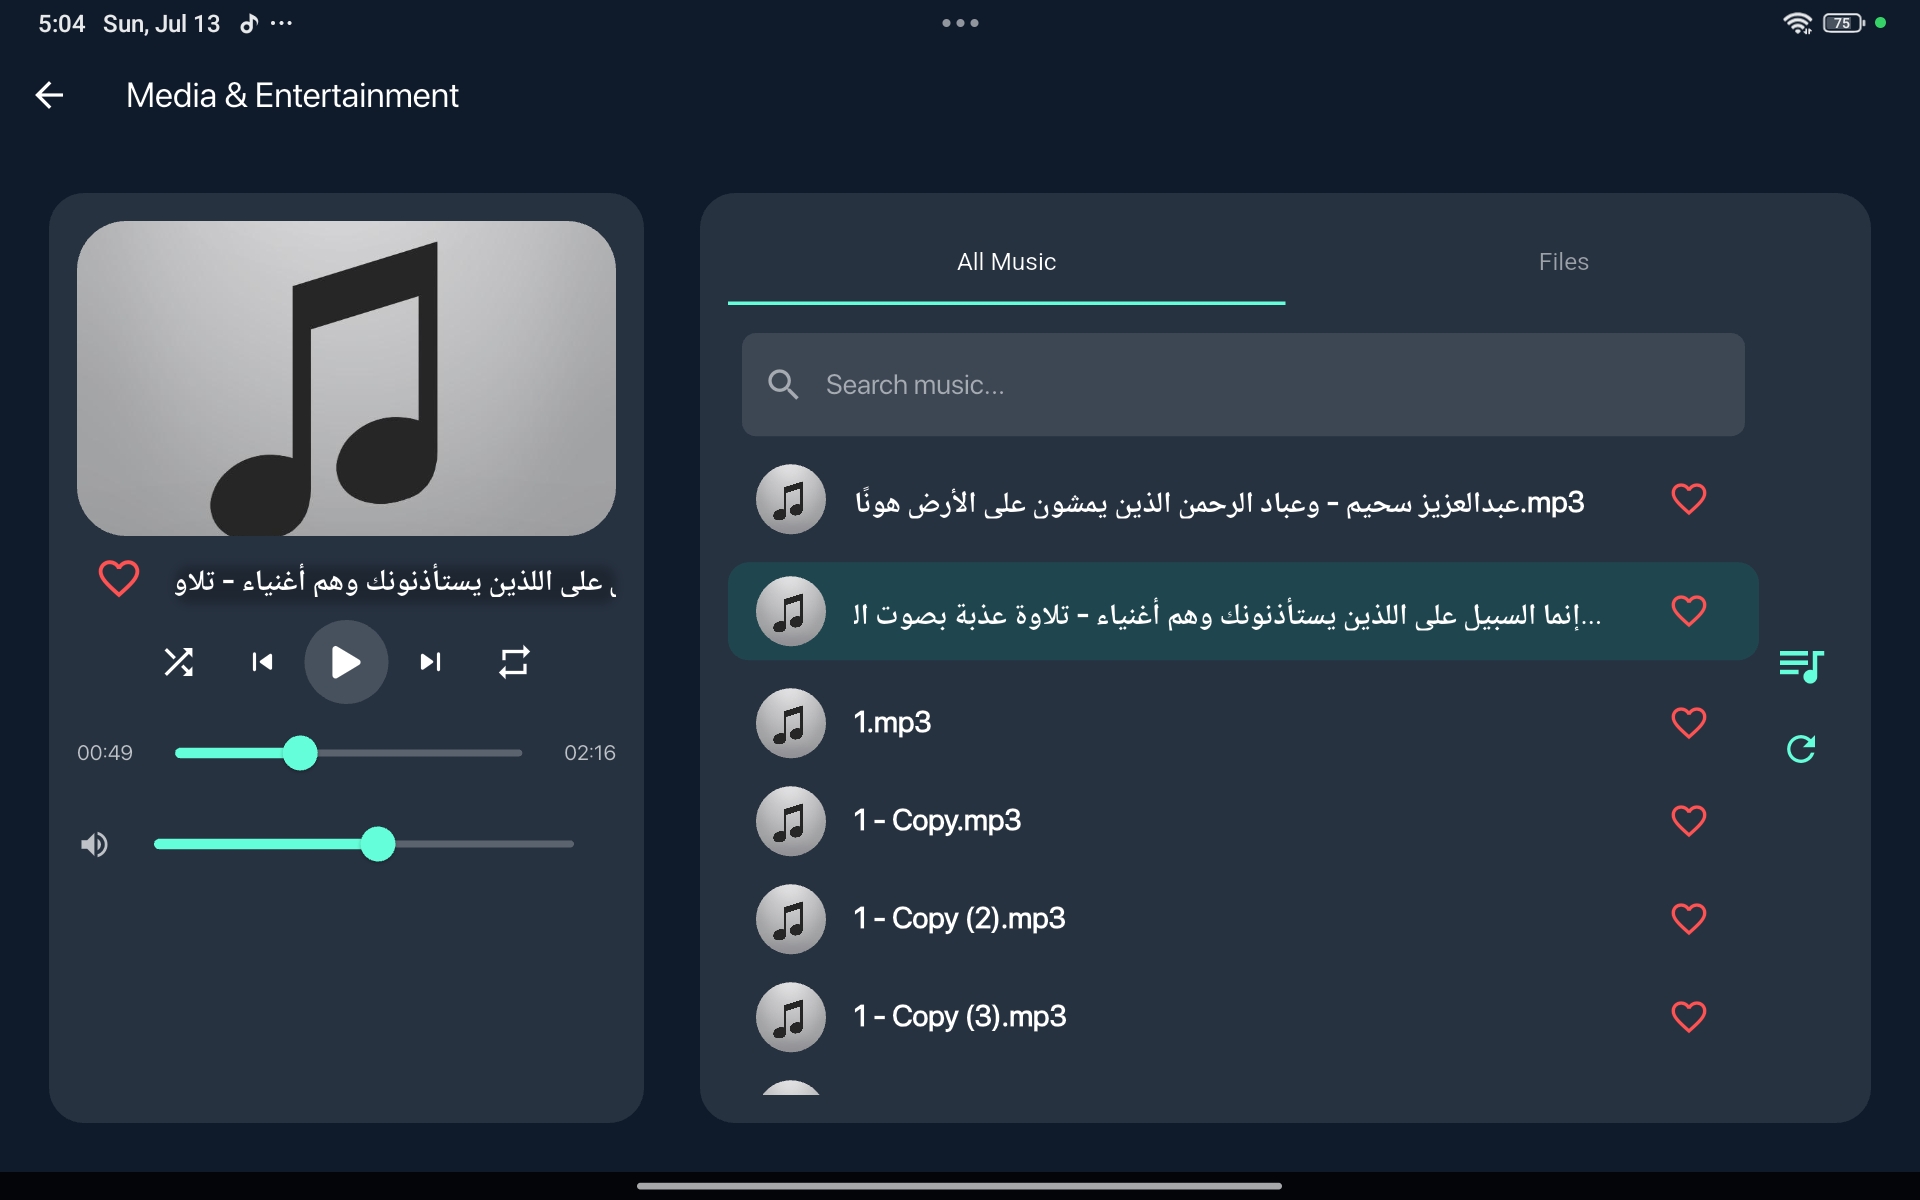 5:04 Sun, Jul 13
75
Media & Entertainment
على اللذين يستأذنونك وهم أغنياء - تلاو
00:49
02:16
All Music
Files
Search music...
عبدالعزيز سحيم - وعباد الرحمن الذين يمشون على الأرض هونًا.mp3
إنما السبيل على اللذين يستأذنونك وهم أغنياء - تلاوة عذبة بصوت ال...
1.mp3
1 - Copy.mp3
1 - Copy (2).mp3
1 - Copy (3).mp3